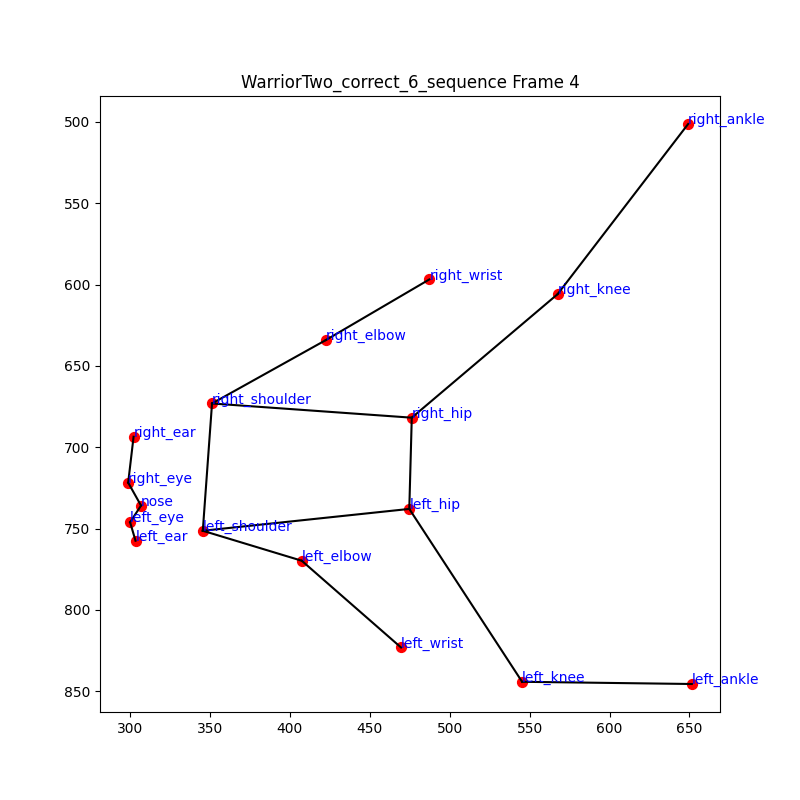 WarriorTwo_correct_6_sequence Frame 4
500
550
600
650
700
750
800
850
right_ankle
right_wrist
right_knee
right_elbow
right_shoulder
right_hip
right_ear
right_eye
nose
left_eye
left_ear
left_hip
left_shoulder
left_elbow
left_wrist
left_knee
left_ankle
300
350
400
450
500
550
600
650